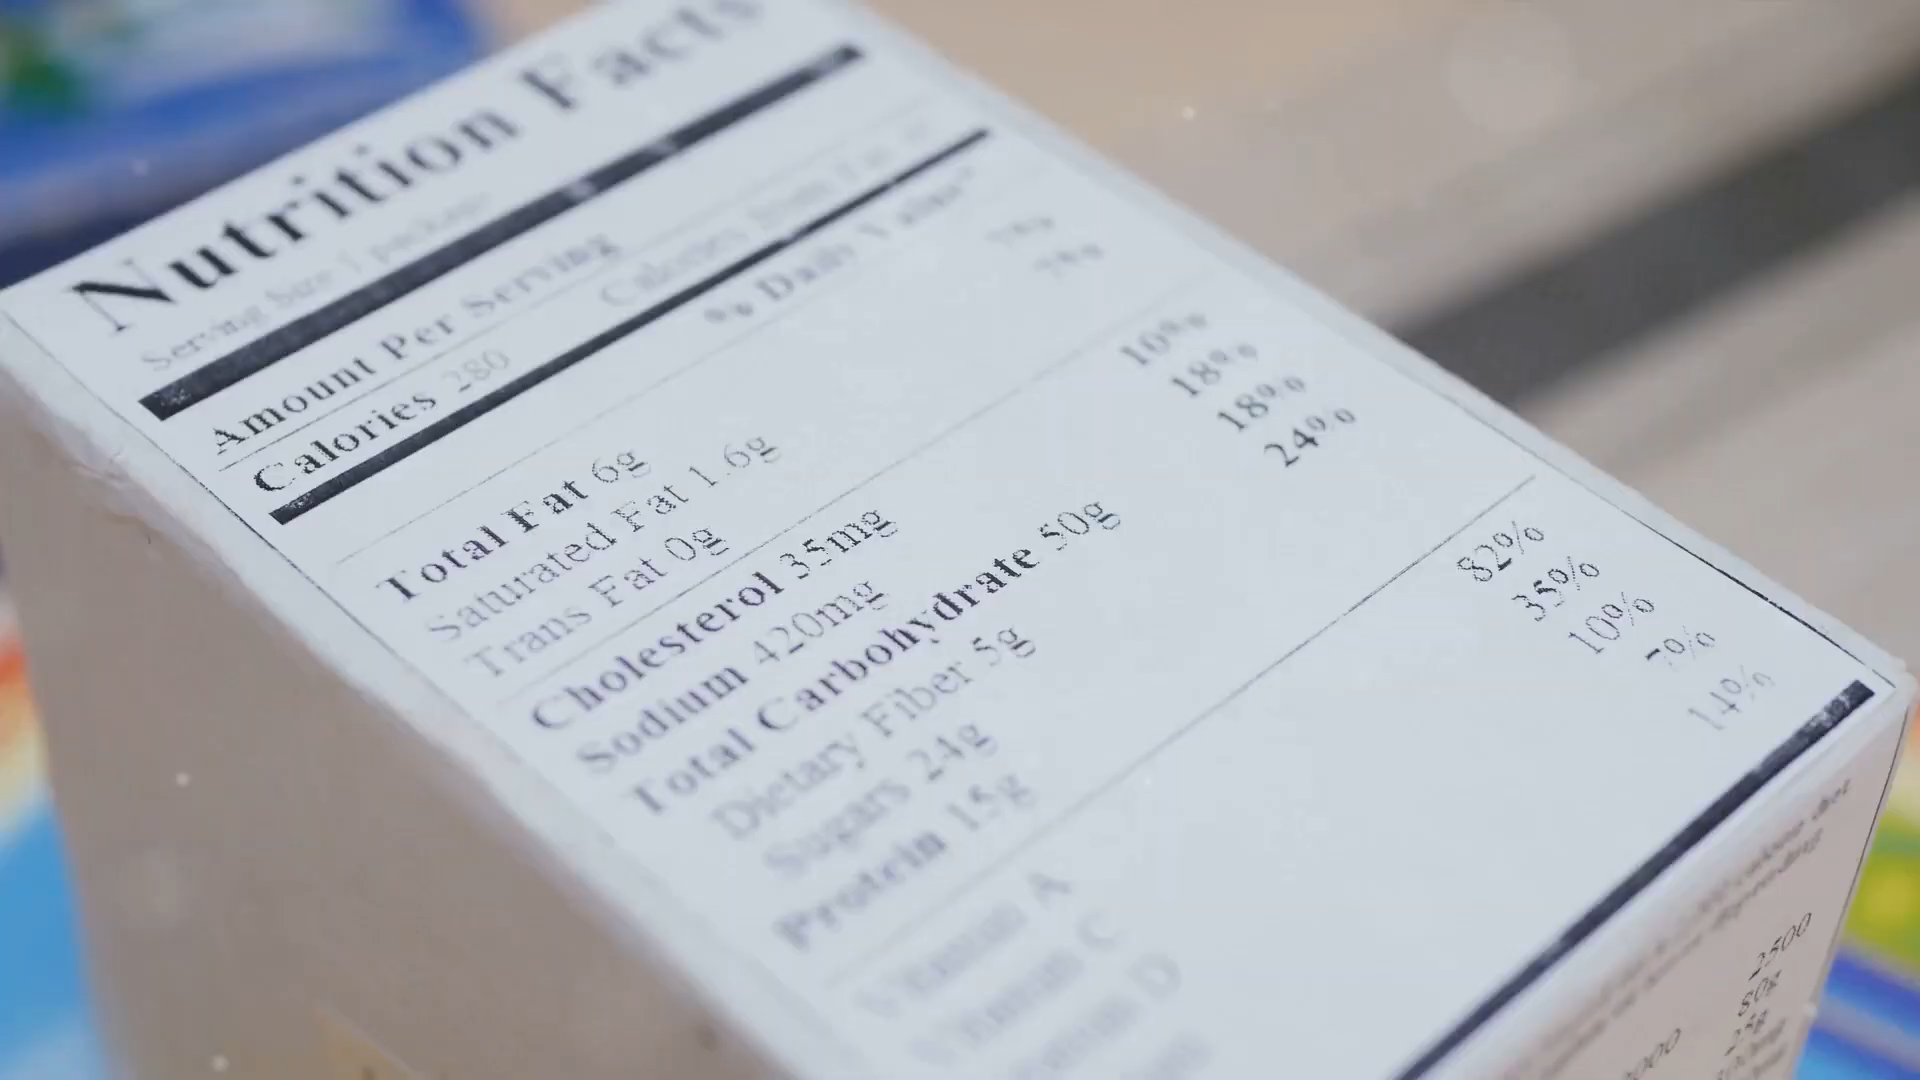 Nutrition Facts
Serving Size 1 package
Amount Per Serving
Calories 280 Calories from
% Daily Value*
Total Fat 6g
Saturated Fat 1.6g 7%
Trans Fat 0g
Cholesterol 35mg 10%
Sodium 420mg 18%
Total Carbohydrate 50g 18%
Dietary Fiber 5g 24%
Sugars 24g
Protein 15g
Vitamin A 82%
Vitamin C 35%
Vitamin D 10%
7%
14%
2500
80g
25g